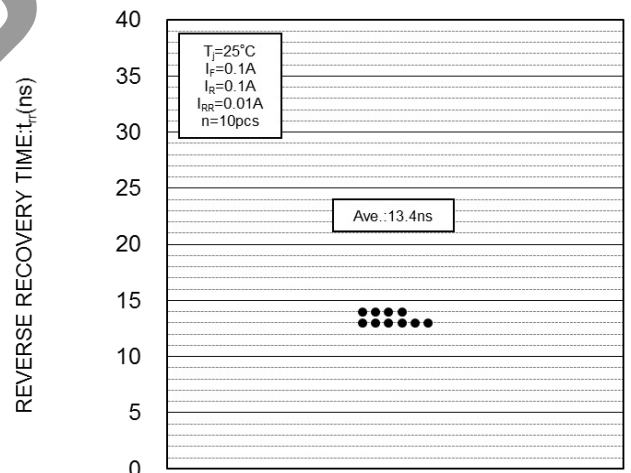 REVERSE RECOVERY TIME:trr(ns)
40
35
30
25
20
15
10
5
0
Tj=25°C
IF=0.1A
IR=0.1A
IRR=0.01A
n=10pcs
Ave.:13.4ns